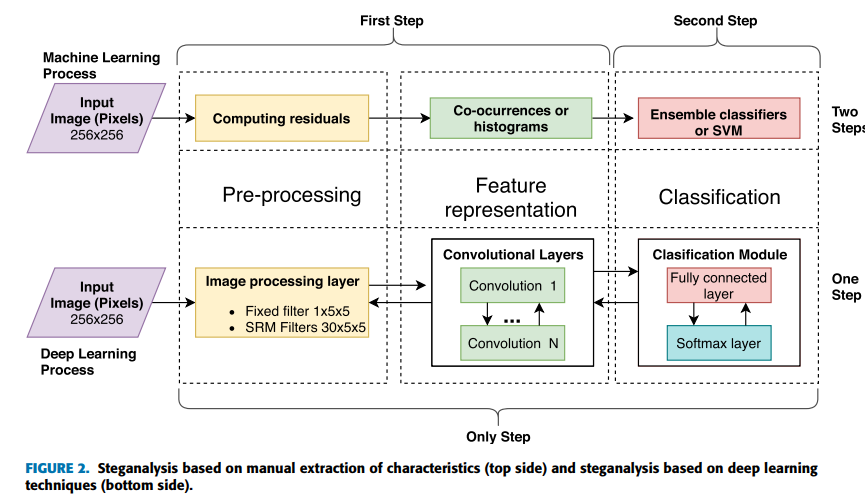 First Step
Second Step
Machine Learning
Process
Input
Image (Pixels)
256x256
Computing residuals
Co-ocurrences or
histograms
Ensemble classifiers
or SVM
Two
Steps
Pre-processing
Feature
representation
Classification
Input
Image (Pixels)
256x256
Deep Learning
Process
Image processing layer
• Fixed filter 1x5x5
• SRM Filters 30x5x5
Convolutional Layers
Convolution 1
...
Convolution N
Clasification Module
Fully connected
layer
Softmax layer
One
Step
Only Step
FIGURE 2. Steganalysis based on manual extraction of characteristics (top side) and steganalysis based on deep learning
techniques (bottom side).